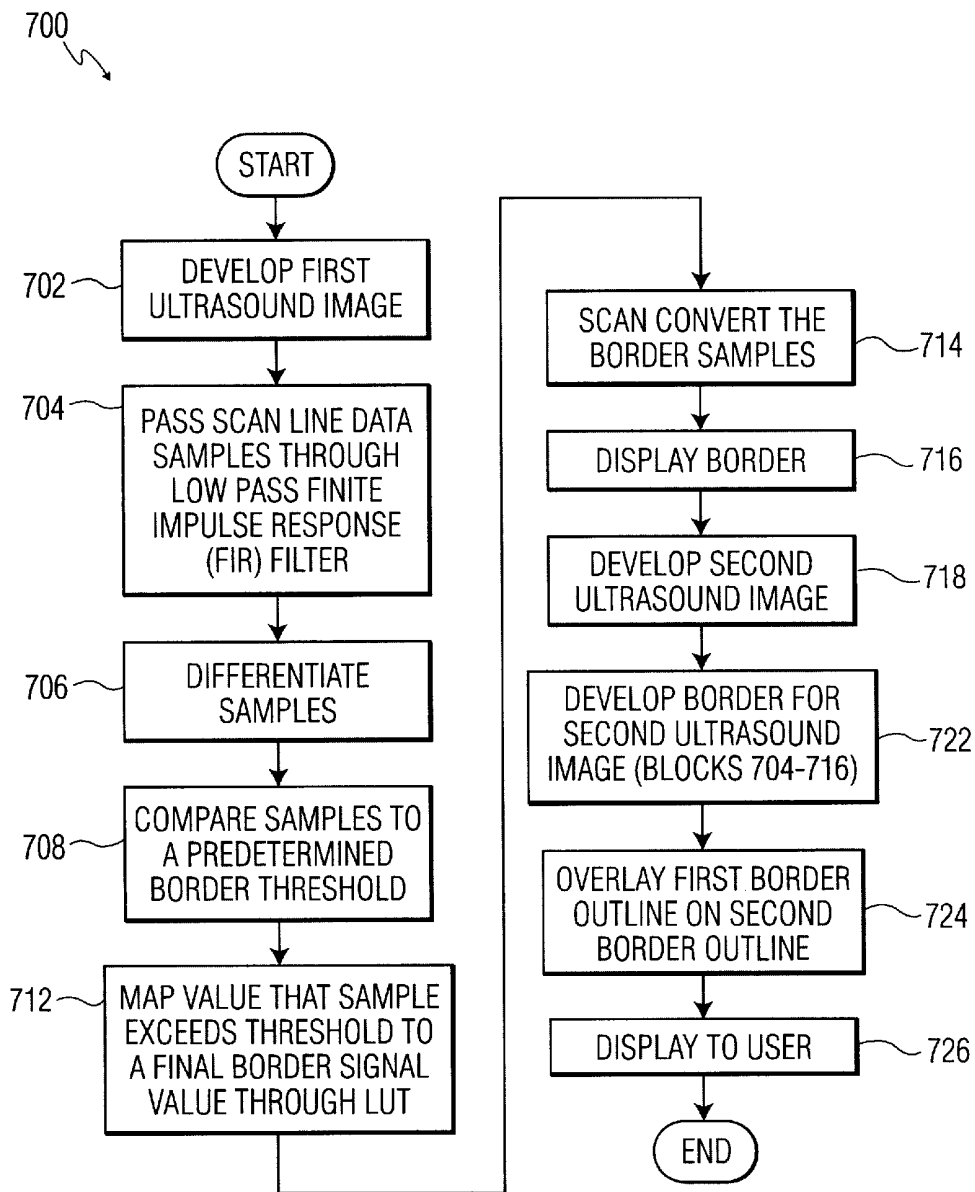 700
START
702
DEVELOP FIRST
ULTRASOUND IMAGE
704
PASS SCAN LINE DATA
SAMPLES THROUGH
LOW PASS FINITE
IMPULSE RESPONSE
(FIR) FILTER
706
DIFFERENTIATE
SAMPLES
708
COMPARE SAMPLES TO
A PREDETERMINED
BORDER THRESHOLD
712
MAP VALUE THAT SAMPLE
EXCEEDS THRESHOLD TO
A FINAL BORDER SIGNAL
VALUE THROUGH LUT
SCAN CONVERT THE
BORDER SAMPLES
714
DISPLAY BORDER
716
DEVELOP SECOND
ULTRASOUND IMAGE
718
DEVELOP BORDER FOR
SECOND ULTRASOUND
IMAGE (BLOCKS 704-716)
722
OVERLAY FIRST BORDER
OUTLINE ON SECOND
BORDER OUTLINE
724
DISPLAY TO USER
726
END